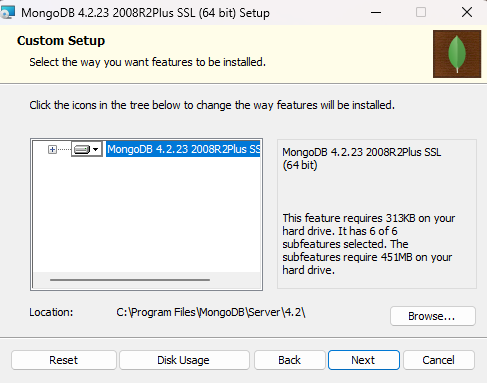 MongoDB 4.2.23 2008R2Plus SSL (64 bit) Setup
Custom Setup
Select the way you want features to be installed.
Click the icons in the tree below to change the way features will be installed.
MongoDB 4.2.23 2008R2Plus SS
MongoDB 4.2.23 2008R2Plus SSL
(64 bit)
This feature requires 313KB on your
hard drive. It has 6 of 6
subfeatures selected. The
subfeatures require 451MB on your
hard drive.
Location:
C:\Program Files\MongoDB\Server\4.2\
Browse...
Reset
Disk Usage
Back
Next
Cancel